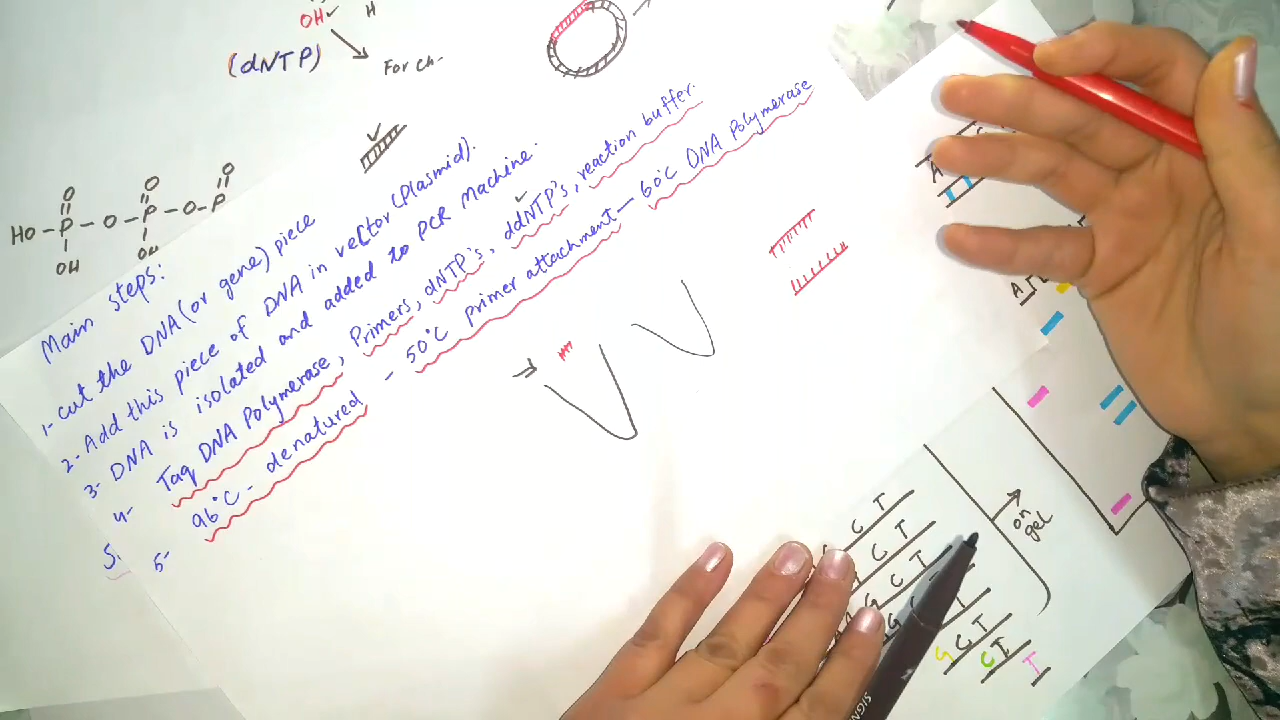 OH H
(dNTP) For ch-
O O O
HO-P-O-P-O-P
OH OH
Main steps:
1- Cut the DNA (or gene) piece
2- Add this piece of DNA in vector (Plasmid).
3- DNA is isolated and added to PCR Machine.
4- Taq DNA Polymerase, Primers, dNTP's, ddNTP's, reaction buffer.
5- 96°C - denatured - 50°C primer attachment - 60°C DNA Polymerase
5.
A
A
C T
C T
G C T
G C T
C T
T
on gel
SIGN